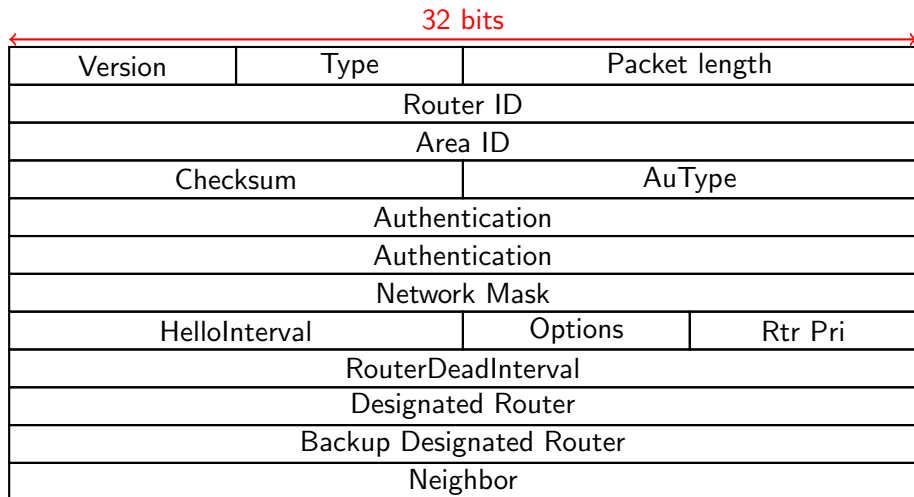 32 bits
Version Type Packet length
Router ID
Area ID
Checksum AuType
Authentication
Authentication
Network Mask
HelloInterval Options Rtr Pri
RouterDeadInterval
Designated Router
Backup Designated Router
Neighbor